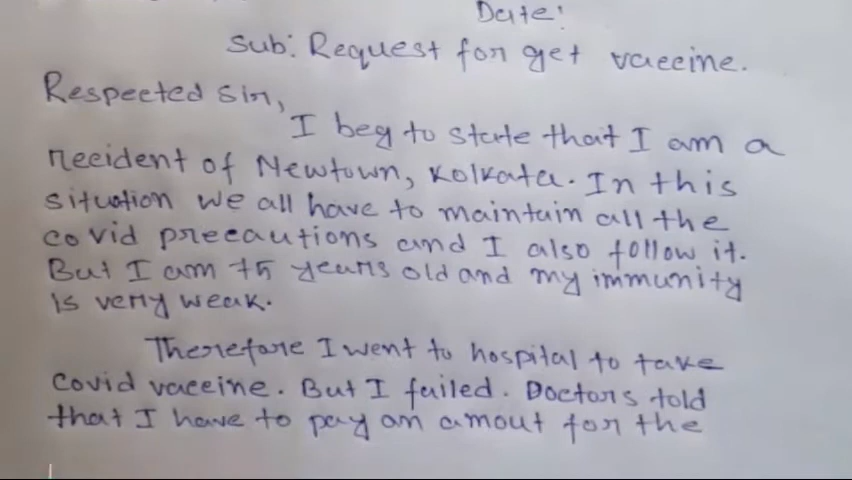 Date:
Sub: Request for get vaccine.
Respected Sir,
I beg to state that I am a
recident of Newtown, Kolkata. In this
situation we all have to maintain all the
covid precautions and I also follow it.
But I am 75 years old and my immunity
is very weak.
Therefore I went to hospital to take
covid vaccine. But I failed. Doctors told
that I have to pay an amout for the